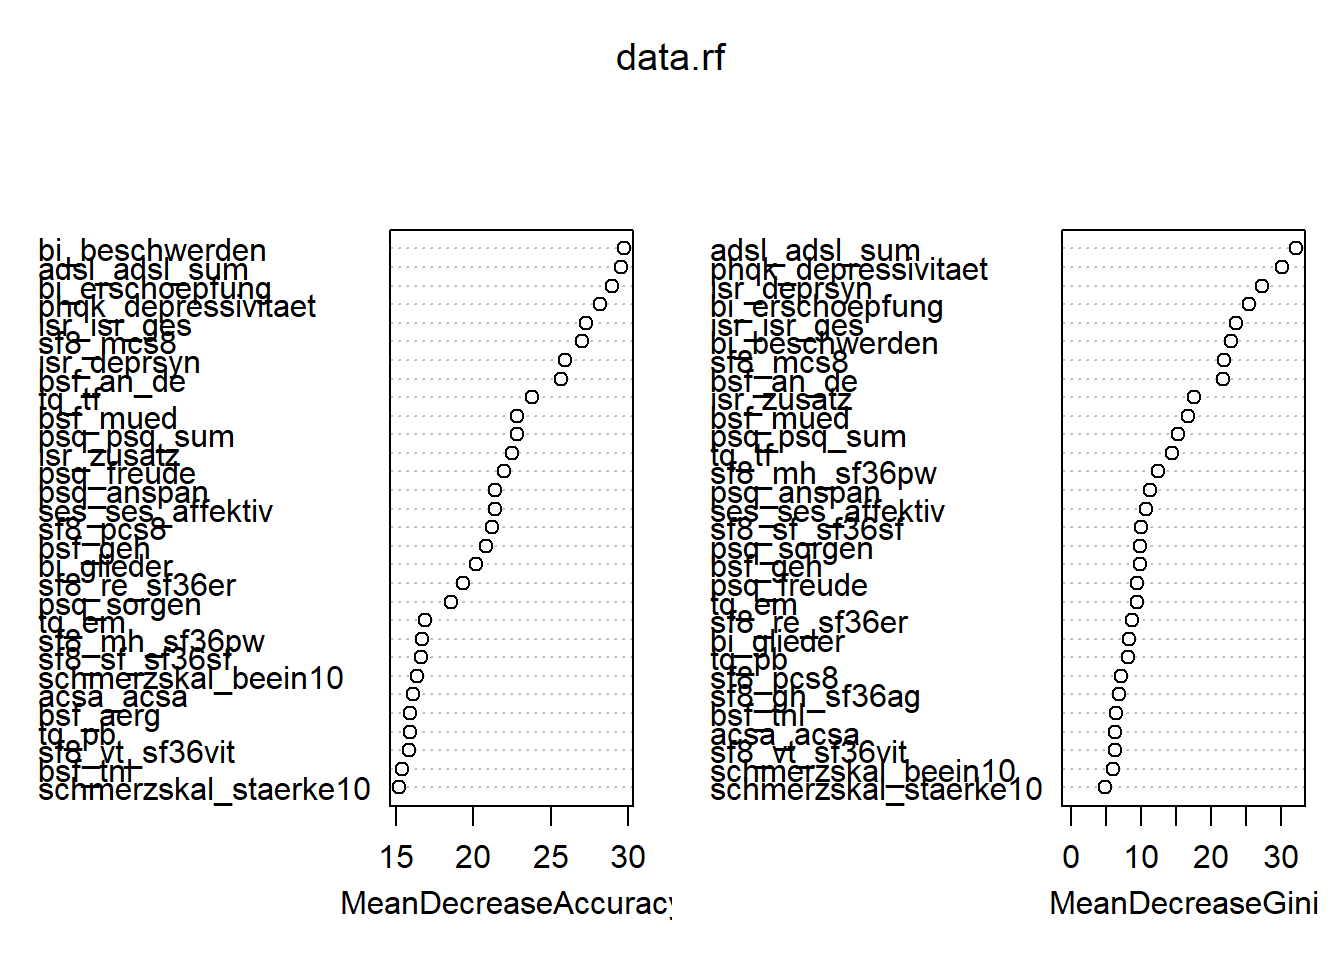 data.rf
bi_beschwerden
adsl_adsl_sum
bi_erschoepfung
phqk_depressivitaet
isr_isr_ges
sf8_mcs8
isr_deprsyn
bsf_an_de
tq_tf
bsf_mued
psq_psq_sum
isr_zusatz
psq_freude
psq_anspan
ses_ses_affektiv
sf8_pcs8
bsf_geh
bi_glieder
sf8_re_sf36er
psq_sorgen
tq_em
sf8_mh_sf36pw
sf8_sf_sf36sf
schmerzskal_beein10
acsa_acsa
bsf_aerg
tq_pb
sf8_vt_sf36vit
bsf_tnl
schmerzskal_staerke10
15 20 25 30
MeanDecreaseAccuracy
adsl_adsl_sum
phqk_depressivitaet
isr_deprsyn
bi_erschoepfung
isr_isr_ges
bi_beschwerden
sf8_mcs8
bsf_an_de
isr_zusatz
bsf_mued
psq_psq_sum
tq_tf
sf8_mh_sf36pw
psq_anspan
ses_ses_affektiv
sf8_sf_sf36sf
psq_sorgen
bsf_geh
psq_freude
tq_em
sf8_re_sf36er
bi_glieder
tq_pb
sf8_pcs8
sf8_gh_sf36ag
bsf_tnl
acsa_acsa
sf8_vt_sf36vit
schmerzskal_beein10
schmerzskal_staerke10
0 10 20 30
MeanDecreaseGini